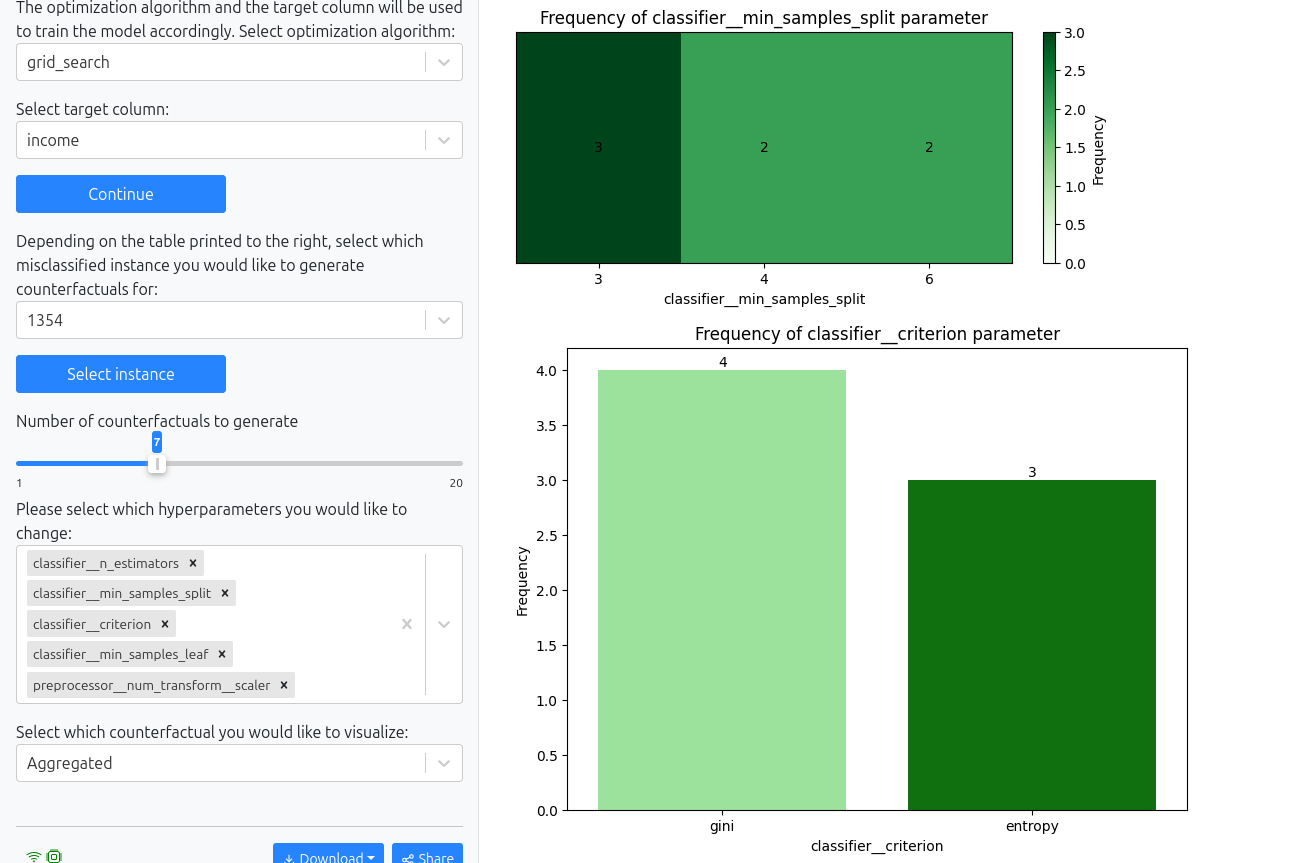 The optimization algorithm and the target column will be used
to train the model accordingly. Select optimization algorithm:
grid_search
Select target column:
income
Continue
Depending on the table printed to the right, select which
misclassified instance you would like to generate
counterfactuals for:
1354
Select instance
Number of counterfactuals to generate
7
1
20
Please select which hyperparameters you would like to
change:
classifier__n_estimators ×
classifier__min_samples_split ×
classifier__criterion ×
classifier__min_samples_leaf ×
preprocessor__num_transform__scaler ×
Select which counterfactual you would like to visualize:
Aggregated
Download
Share
Frequency of classifier__min_samples_split parameter
3 2 2
3 4 6
classifier__min_samples_split
3.0
2.5
2.0
1.5
1.0
0.5
0.0
Frequency
Frequency of classifier__criterion parameter
4
3
4.0
3.5
3.0
2.5
2.0
1.5
1.0
0.5
0.0
Frequency
gini entropy
classifier__criterion